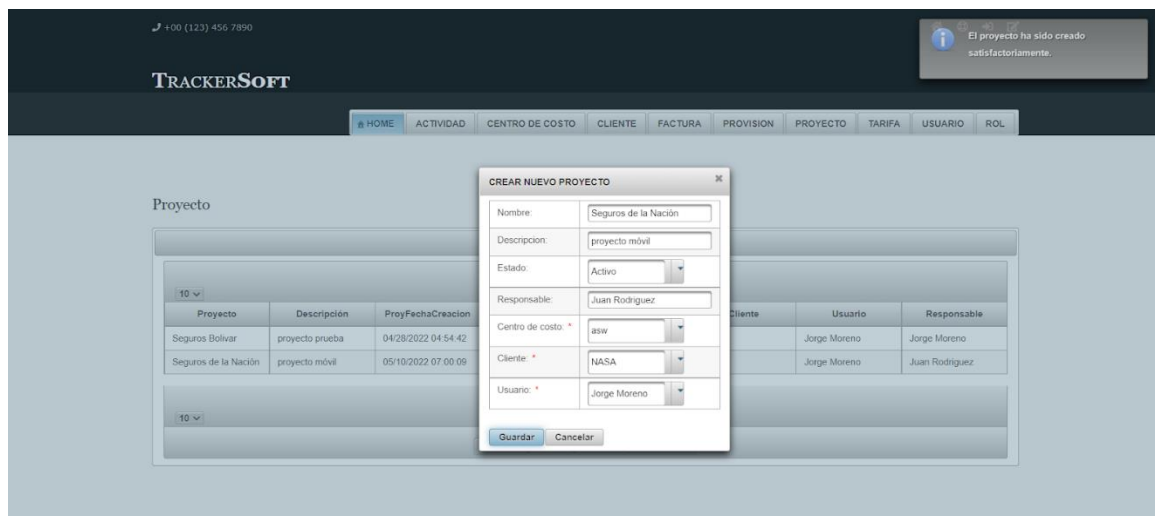 +00 (123) 456 7890
El proyecto ha sido creado
satisfactoriamente.
TRACKERSOFT
HOME ACTIVIDAD CENTRO DE COSTO CLIENTE FACTURA PROVISION PROYECTO TARIFA USUARIO ROL
Proyecto
CREAR NUEVO PROYECTO
Nombre: Seguros de la Nación
Descripcion: proyecto móvil
Estado: Activo
Responsable: Juan Rodriguez
Centro de costo: * asw
Cliente: * NASA
Usuario: * Jorge Moreno
Guardar Cancelar
10
Proyecto Descripción ProyFechaCreacion Cliente Usuario Responsable
Seguros Bolivar proyecto prueba 04/28/2022 04:54:42 Jorge Moreno Jorge Moreno
Seguros de la Nación proyecto móvil 05/10/2022 07:00:09 Jorge Moreno Juan Rodriguez
10